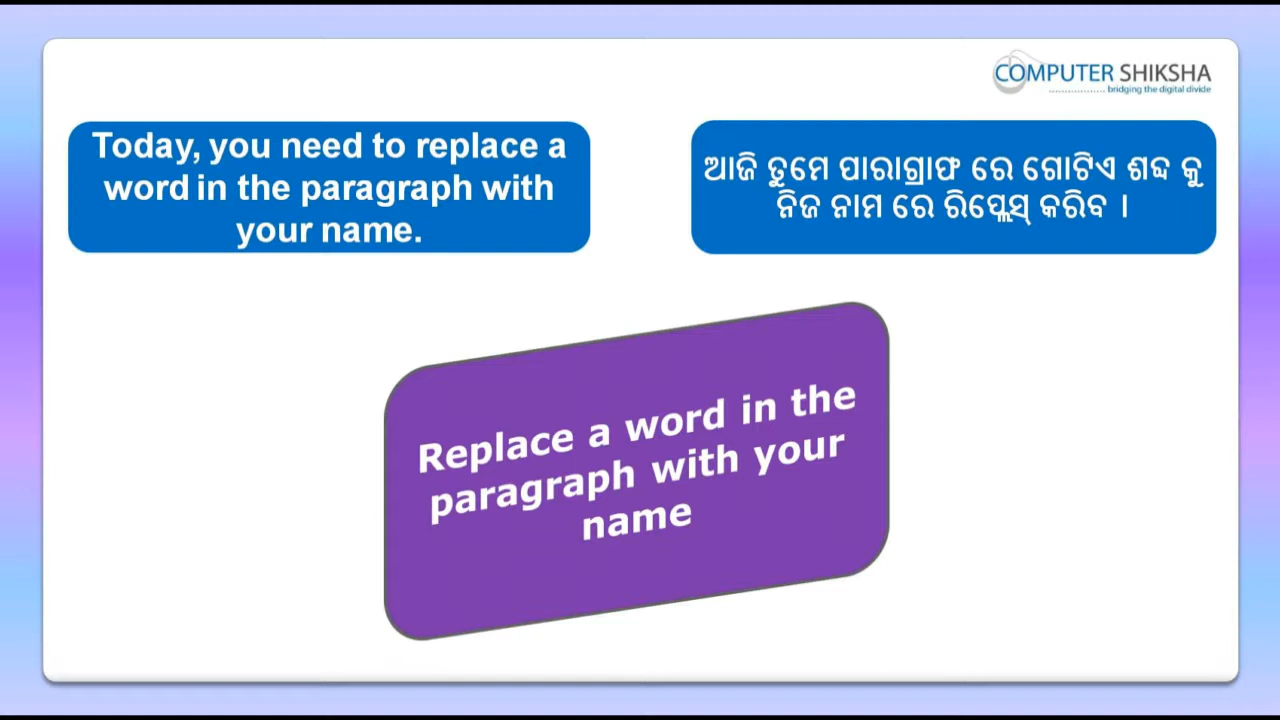 COMPUTER SHIKSHA
bridging the digital divide
Today, you need to replace a
word in the paragraph with
your name.
ଆଜି ତୁମେ ପାରାଗ୍ରାଫ ରେ ଗୋଟିଏ ଶବ୍ଦ କୁ
ନିଜ ନାମ ରେ ରିପ୍ଲେସ୍ କରିବ ।
Replace a word in the
paragraph with your
name